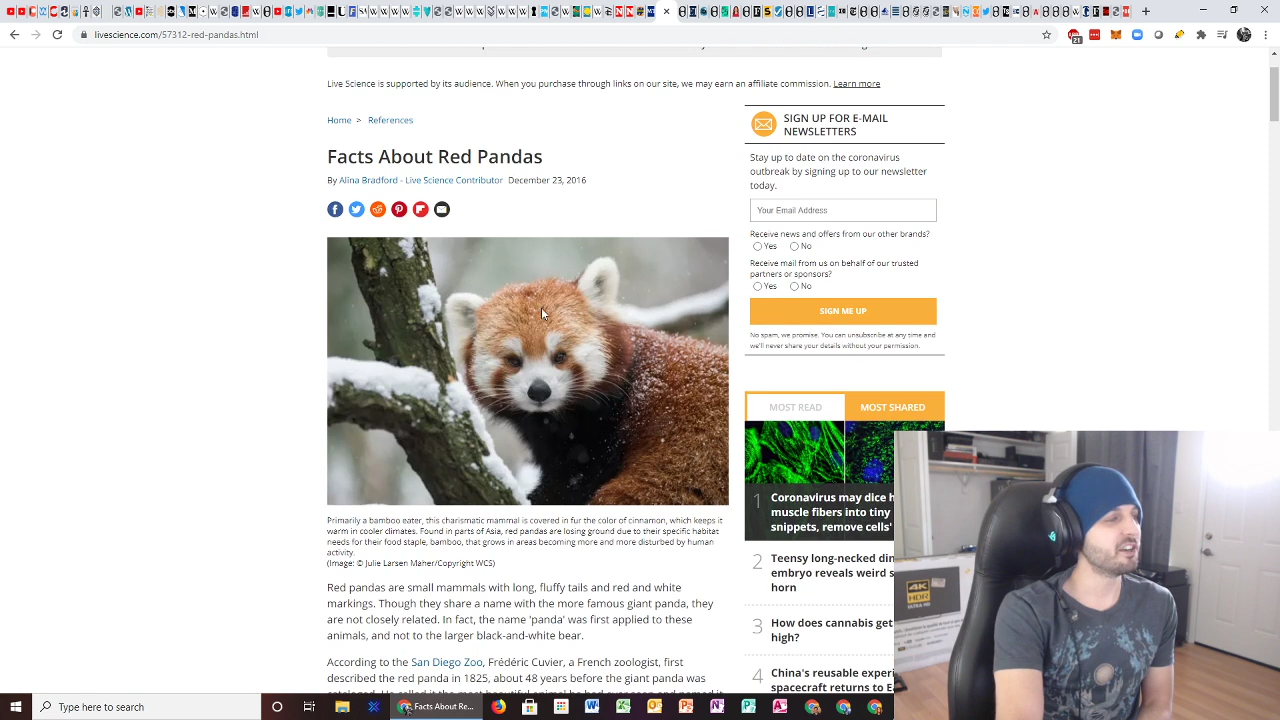 livescience.com/57312-red-pandas.html
21
Live Science is supported by its audience. When you purchase through links on our site, we may earn an affiliate commission. Learn more
Home > References
Facts About Red Pandas
By Alina Bradford - Live Science Contributor December 23, 2016
Primarily a bamboo eater, this charismatic mammal is covered in fur the color of cinnamon, which keeps it
warm in cooler climates. Found in parts of Asia, red pandas are losing ground due to their specific habitat
needs for their food staple, bamboo, that grows in areas becoming more and more disturbed by human
activity.
(Image: © Julie Larsen Maher/Copyright WCS)
Red pandas are small mammals with long, fluffy tails and red and white
markings. Though they share a name with the more famous giant panda, they
are not closely related. In fact, the name 'panda' was first applied to these
animals, and not to the larger black-and-white bear.
According to the San Diego Zoo, Frédéric Cuvier, a French zoologist, first
described the red panda in 1825, about 48 years before the giant panda was
SIGN UP FOR E-MAIL
NEWSLETTERS
Stay up to date on the coronavirus
outbreak by signing up to our newsletter
today.
Your Email Address
Receive news and offers from our other brands?
Yes No
Receive mail from us on behalf of our trusted
partners or sponsors?
Yes No
SIGN ME UP
No spam, we promise. You can unsubscribe at any time and
we'll never share your details without your permission.
MOST READ MOST SHARED
1 Coronavirus may dice h
muscle fibers into tiny
snippets, remove cells'
2 Teensy long-necked din
embryo reveals weird s
horn
3 How does cannabis get
high?
4 China's reusable experi
spacecraft returns to Ea
4K
HDR
ULTRA HD
Type here to search
Facts About Re...